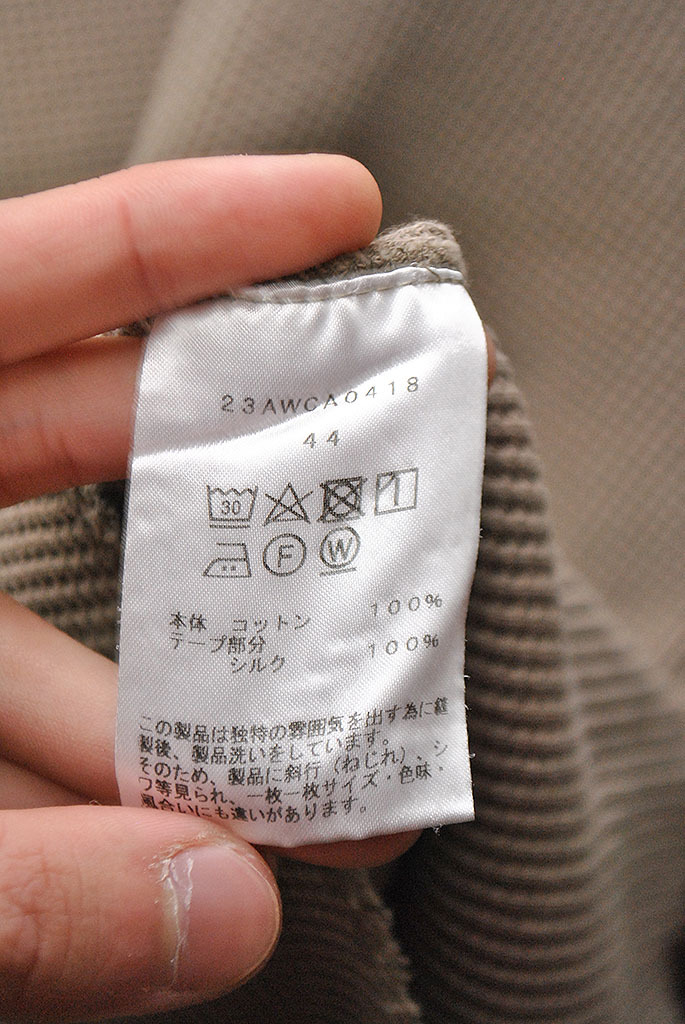 23AWCA0418
44
30
F W
本体 コットン 100%
テープ部分
シルク 100%
この製品は独特の雰囲気を出す為に縫
製後、製品洗いをしています。
そのため、製品に斜行（ねじれ）、シ
ワ等見られ、一枚一枚サイズ・色味・
風合いにも違いがあります。